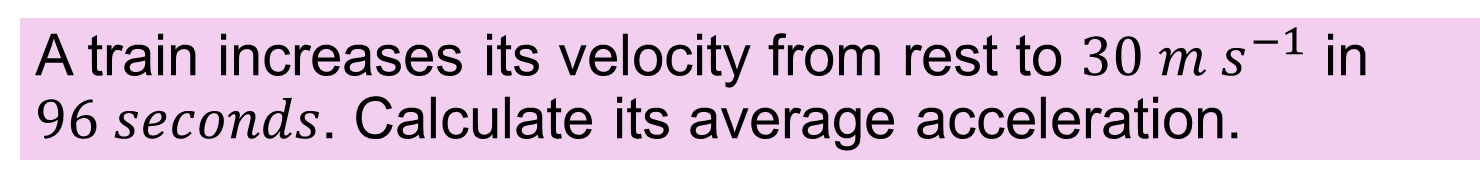 A train increases its velocity from rest to 30 m s⁻¹ in
96 seconds. Calculate its average acceleration.